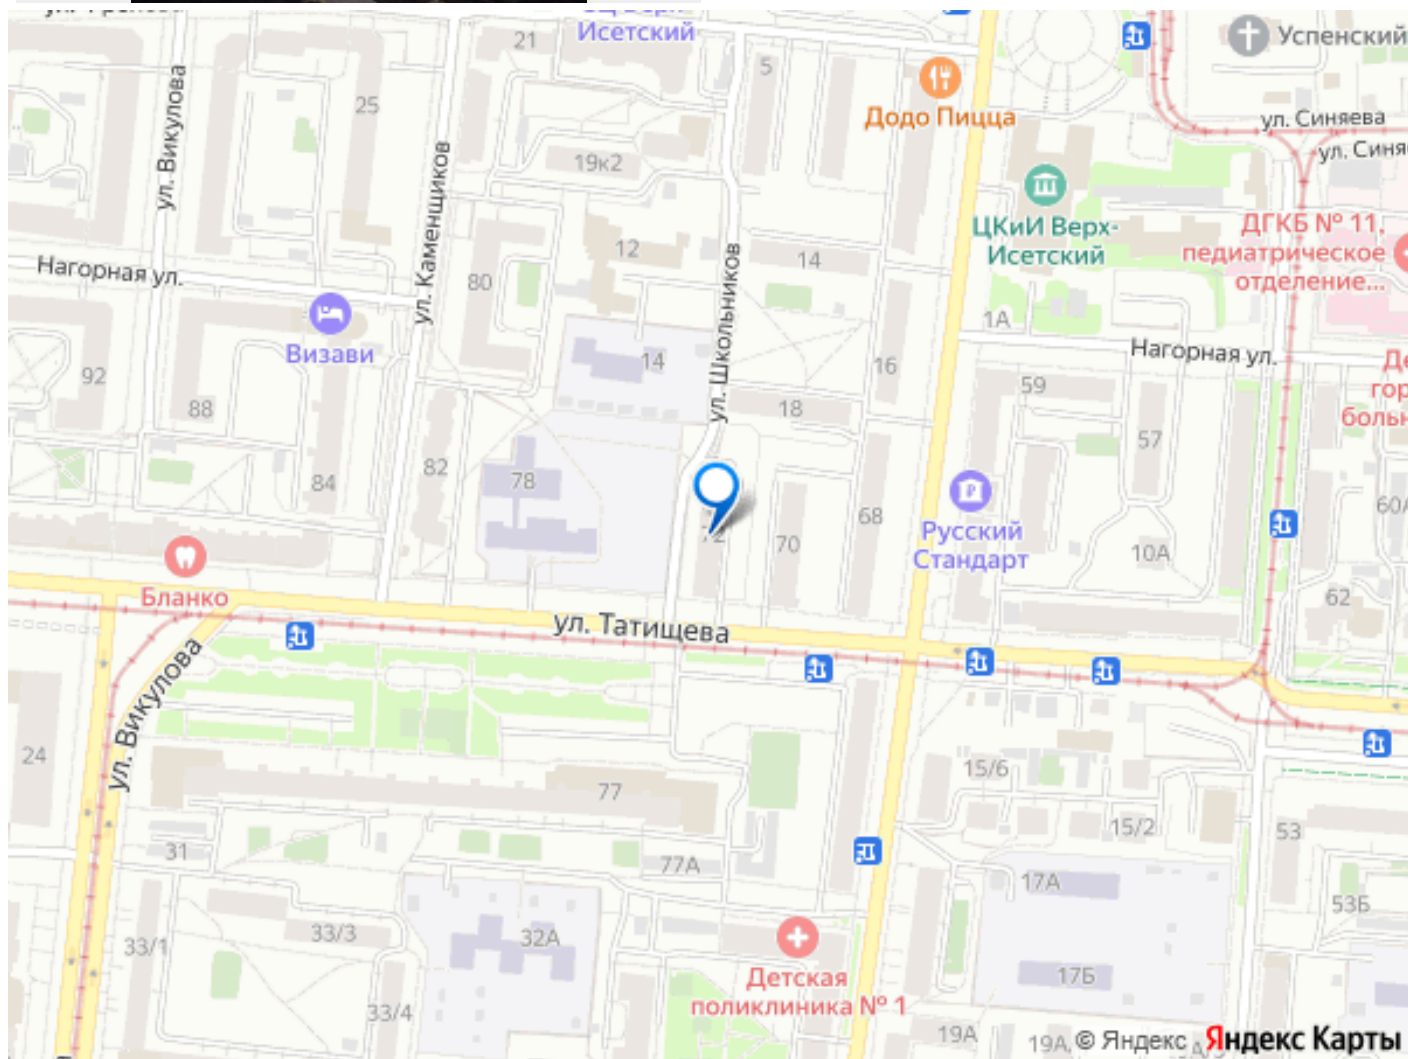 21
Исетский
5
25
Додо Пицца
Успенский
ул. Синяева
ул. Викулова
19к2
ул. Каменщиков
ЦКиИ Верх-
Исетский
ДГКБ № 11,
педиатрическое
отделение...
12
14
Нагорная ул.
80
ул. Школьников
1А
Визави
14
16
Нагорная ул.
92
88
18
59
57
82
84
78
68
70
Русский
Стандарт
10А
60А
62
Бланко
ул. Татищева
ул. Викулова
24
77
15/6
15/2
53
31
77А
17А
53Б
33/1
33/3
32А
Детская
поликлиника № 1
17Б
33/4
19А
19А
© Яндекс
Яндекс Карты